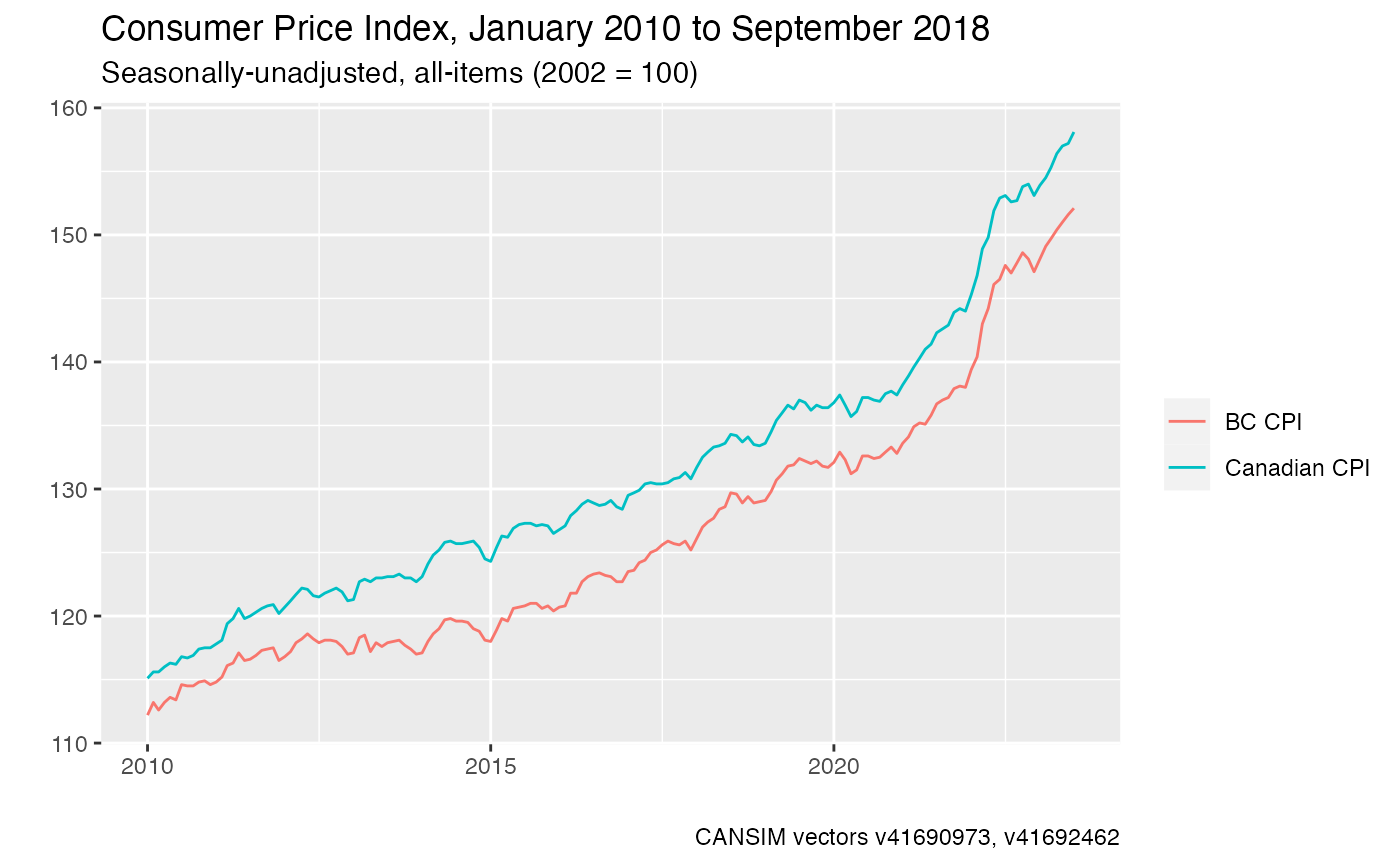 Consumer Price Index, January 2010 to September 2018
Seasonally-unadjusted, all-items (2002 = 100)
160
150
140
130
120
110
2010 2015 2020
BC CPI
Canadian CPI
CANSIM vectors v41690973, v41692462